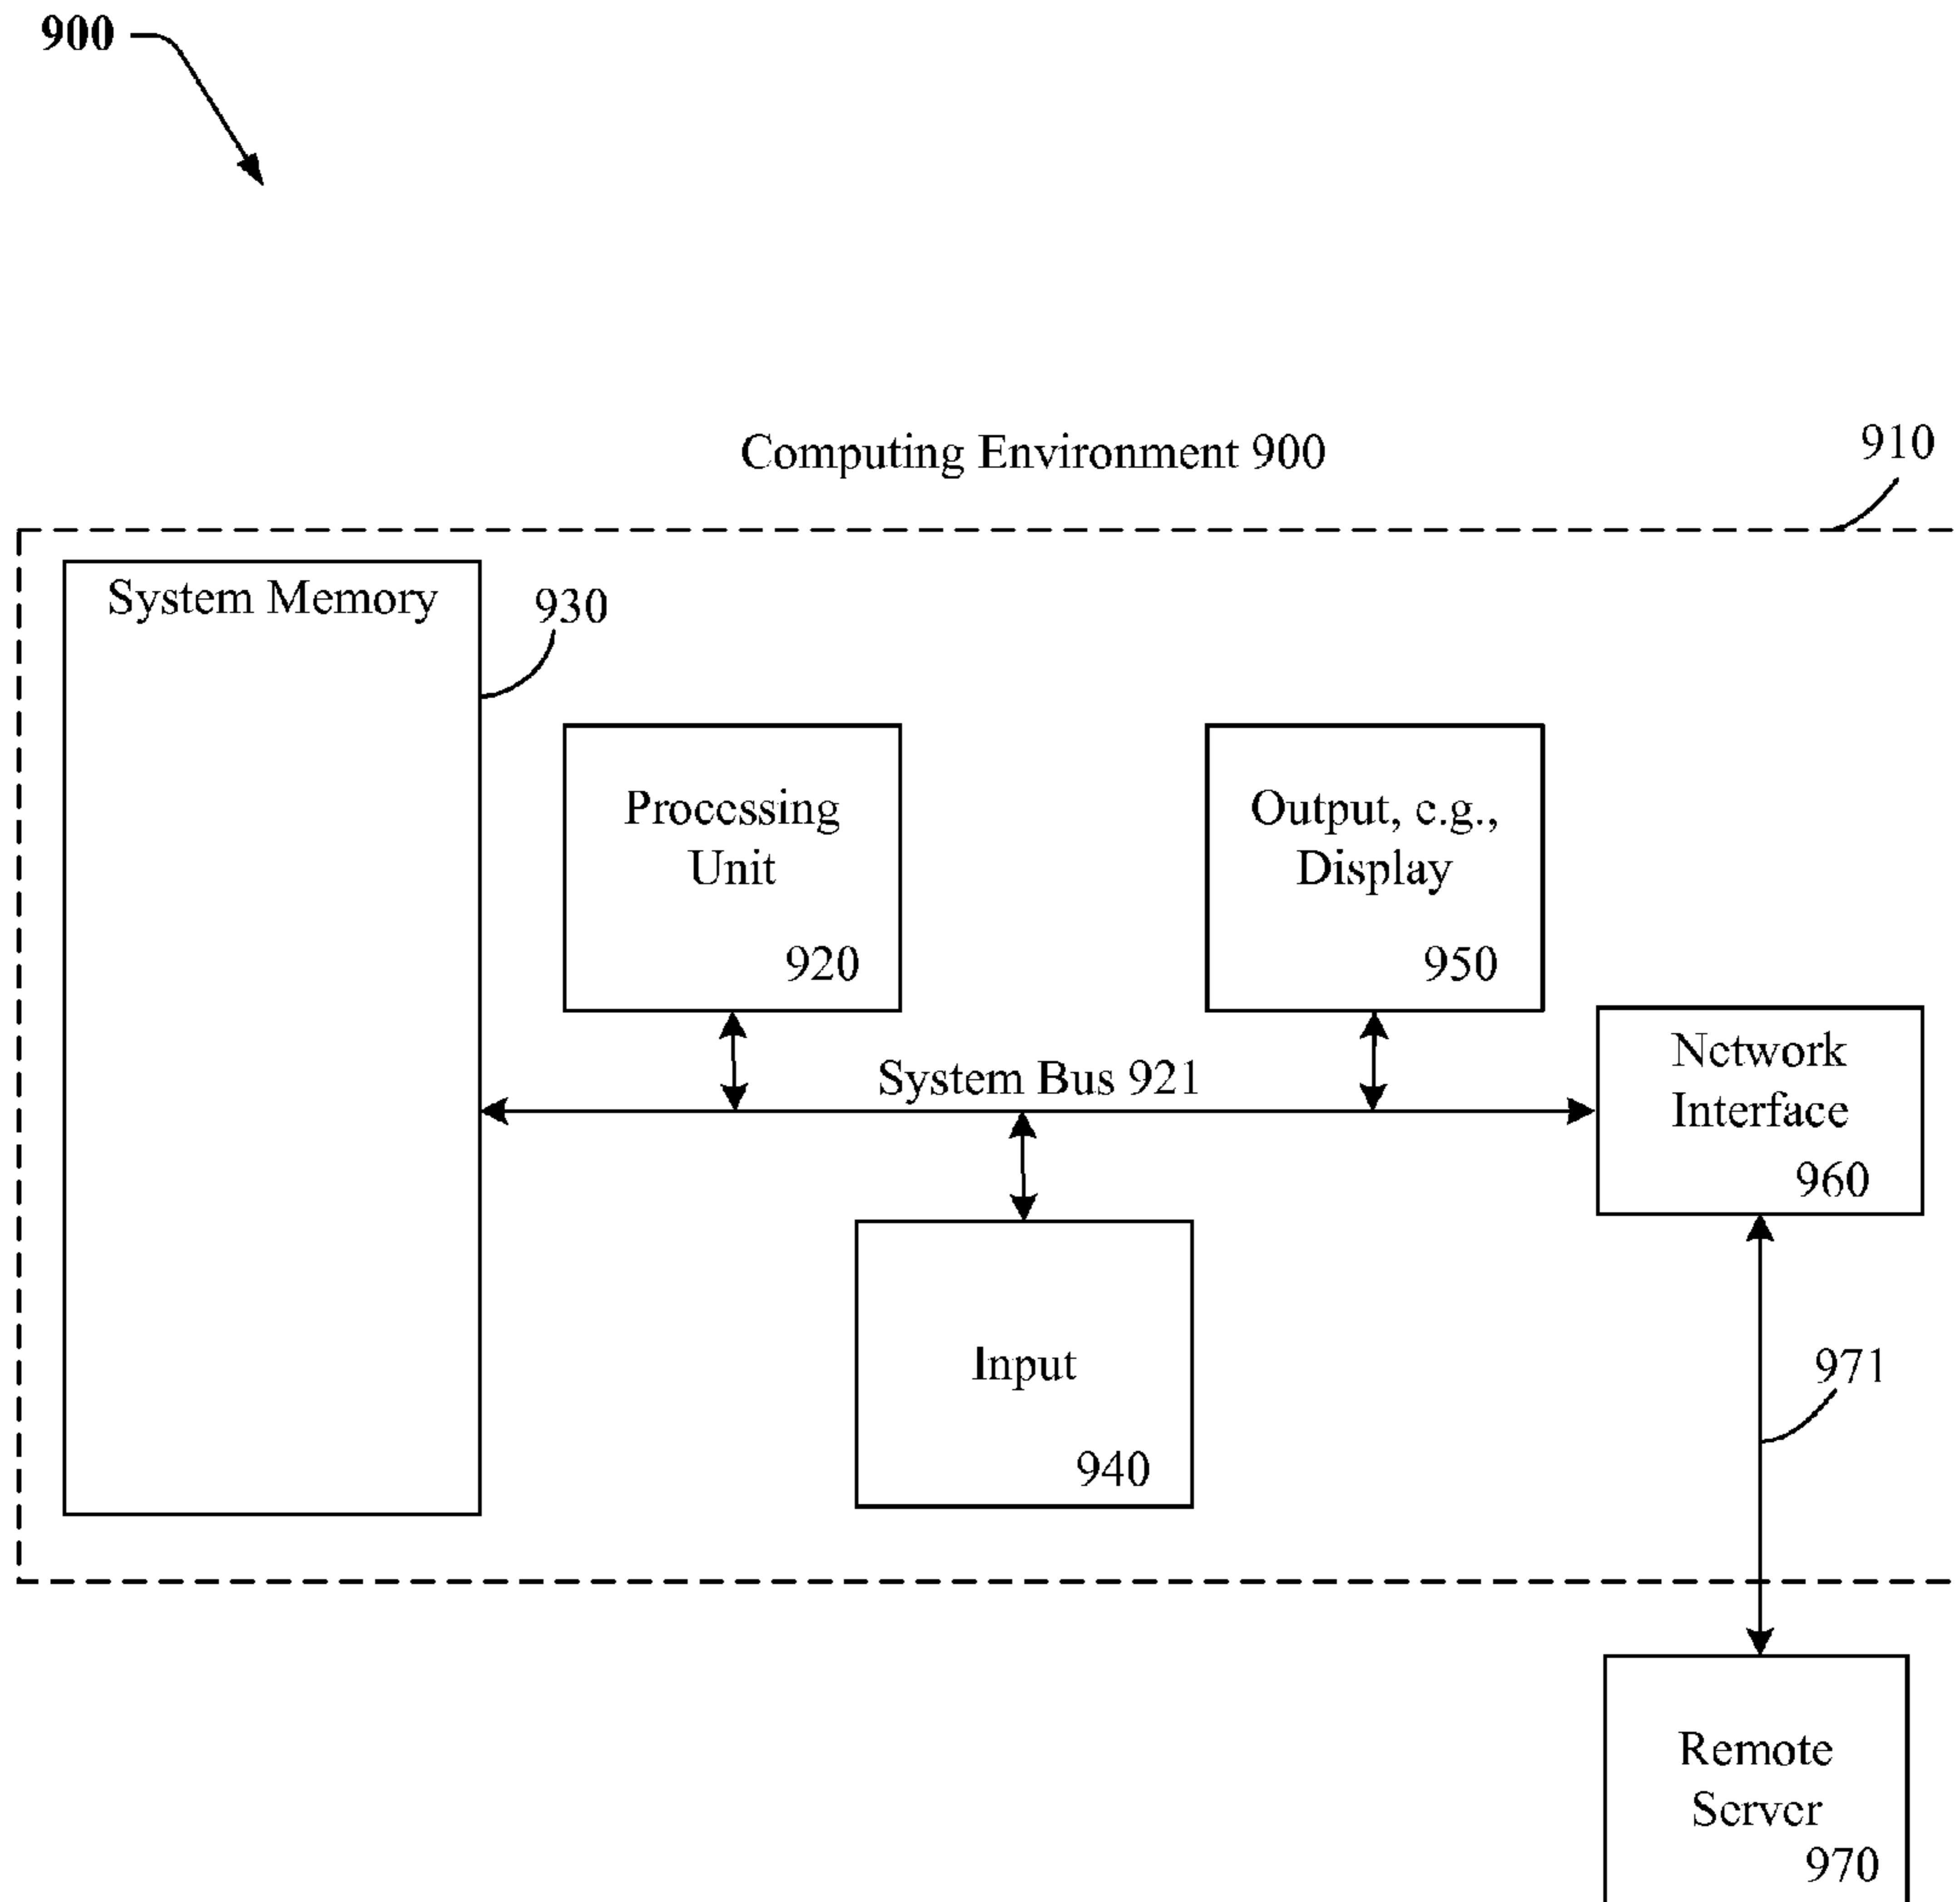 900
Computing Environment 900
910
System Memory
930
Processing
Unit
920
Output, e.g.,
Display
950
System Bus 921
Network
Interface
960
Input
940
971
Remote
Server
970